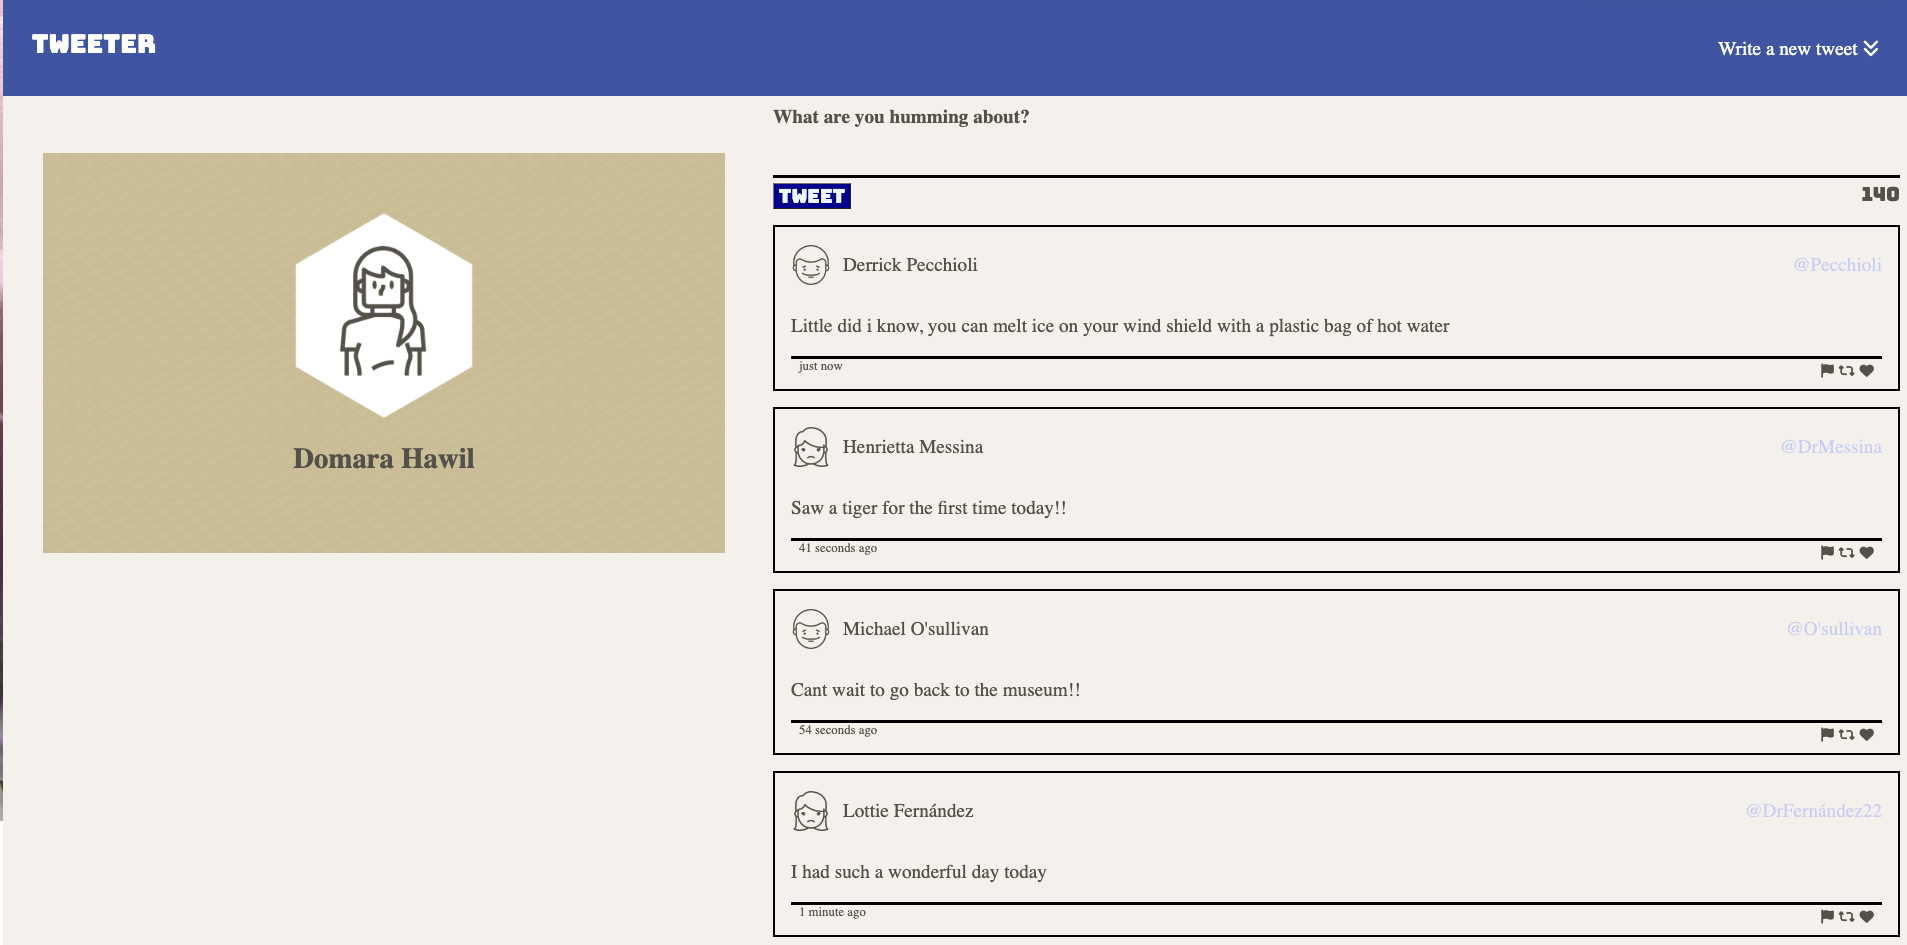 TWEETER
Write a new tweet
Domara Hawil
What are you humming about?
TWEET
140
Derrick Pecchioli
@Pecchioli
Little did i know, you can melt ice on your wind shield with a plastic bag of hot water
just now
Henrietta Messina
@DrMessina
Saw a tiger for the first time today!!
41 seconds ago
Michael O'sullivan
@O'sullivan
Cant wait to go back to the museum!!
54 seconds ago
Lottie Fernández
@DrFernández22
I had such a wonderful day today
1 minute ago